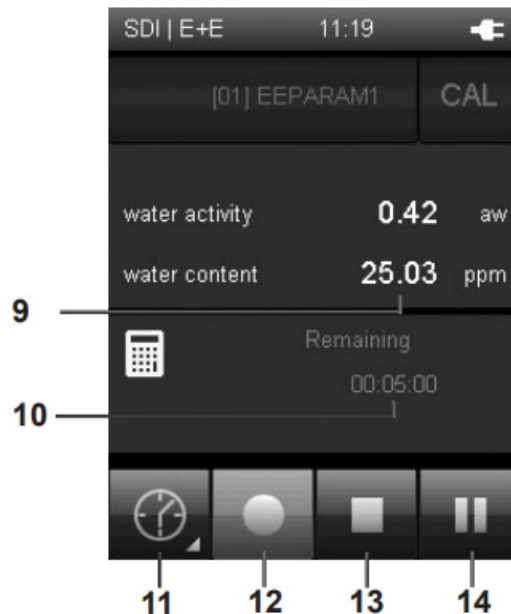 SDI | E+E 11:19
[01] EEPARAM1 CAL
water activity 0.42 aw
water content 25.03 ppm
9
Remaining
00:05:00
10
11 12 13 14